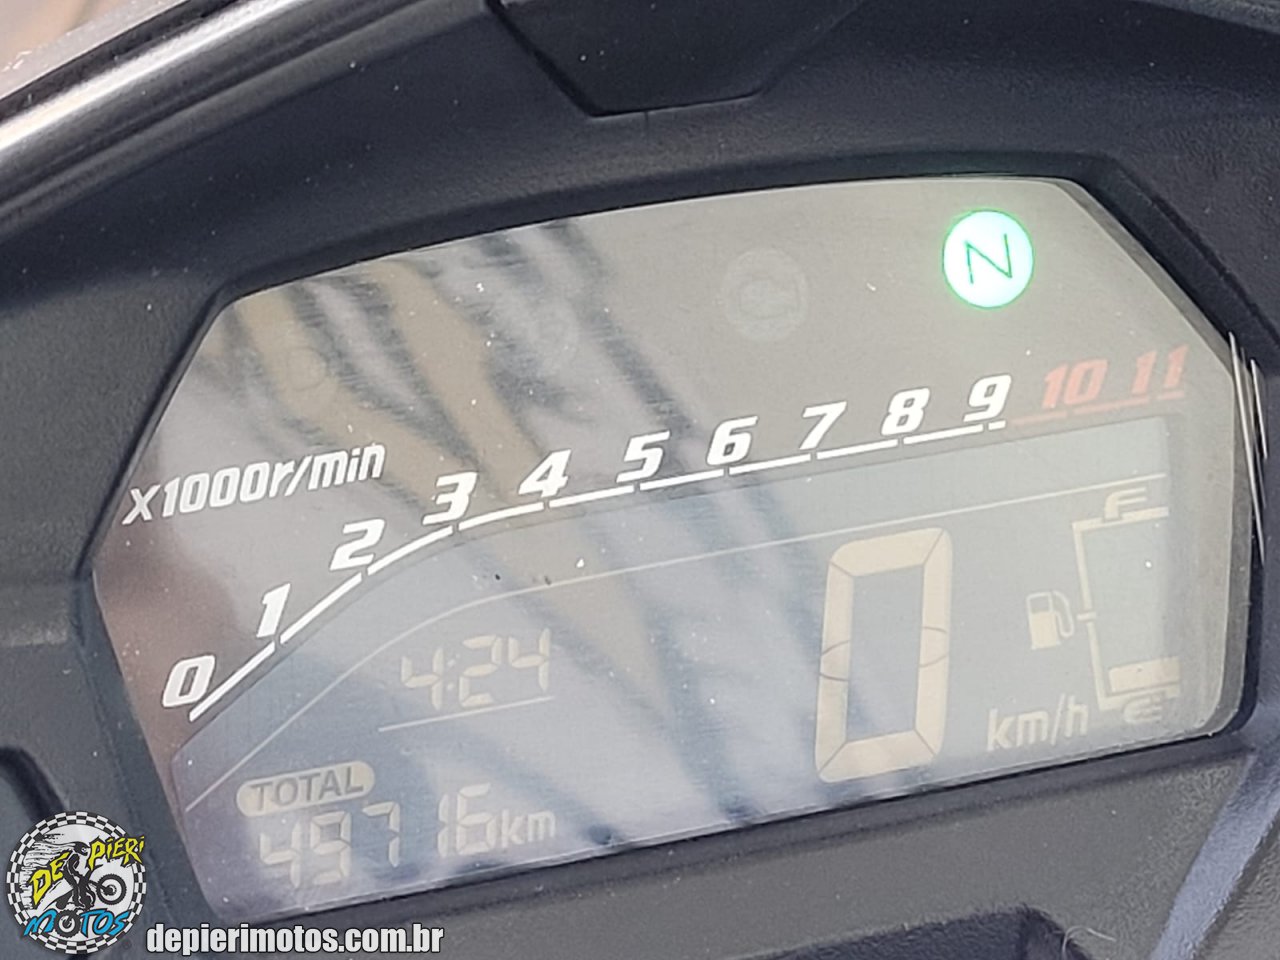 N
x1000r/min
0 1 2 3 4 5 6 7 8 9 10 11
F
4:24
0 km/h
E
TOTAL
49716km
DE PIERI
MOTOS
depierimotos.com.br